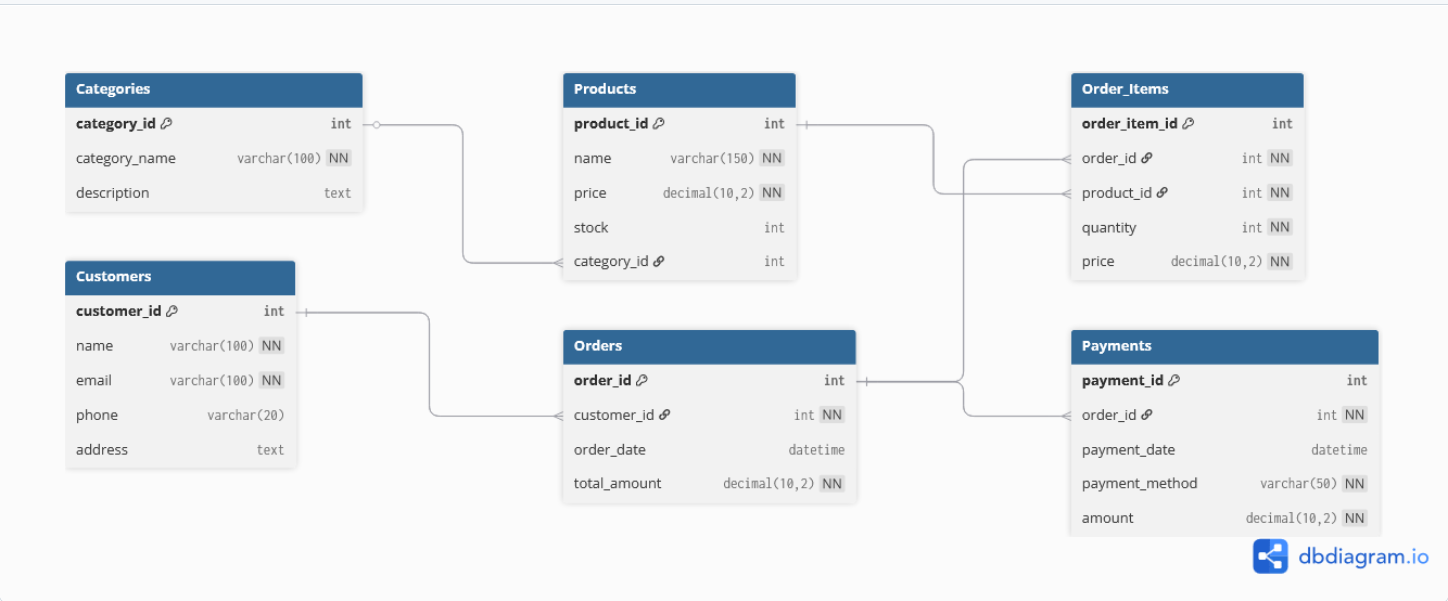 Categories
category_id int
category_name varchar(100) NN
description text
Customers
customer_id int
name varchar(100) NN
email varchar(100) NN
phone varchar(20)
address text
Products
product_id int
name varchar(150) NN
price decimal(10,2) NN
stock int
category_id int
Orders
order_id int
customer_id int NN
order_date datetime
total_amount decimal(10,2) NN
Order_Items
order_item_id int
order_id int NN
product_id int NN
quantity int NN
price decimal(10,2) NN
Payments
payment_id int
order_id int NN
payment_date datetime
payment_method varchar(50) NN
amount decimal(10,2) NN
dbdiagram.io